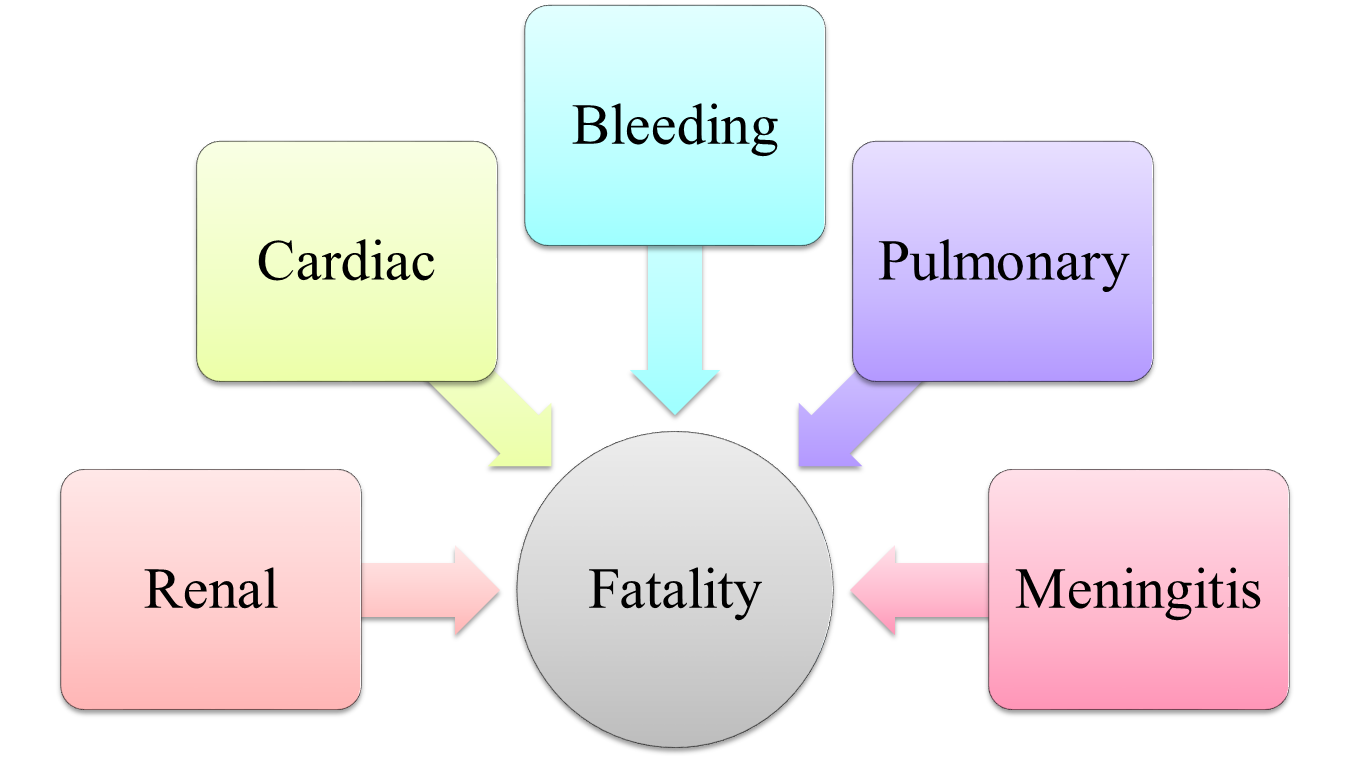 Bleeding
Cardiac
Pulmonary
Renal
Fatality
Meningitis